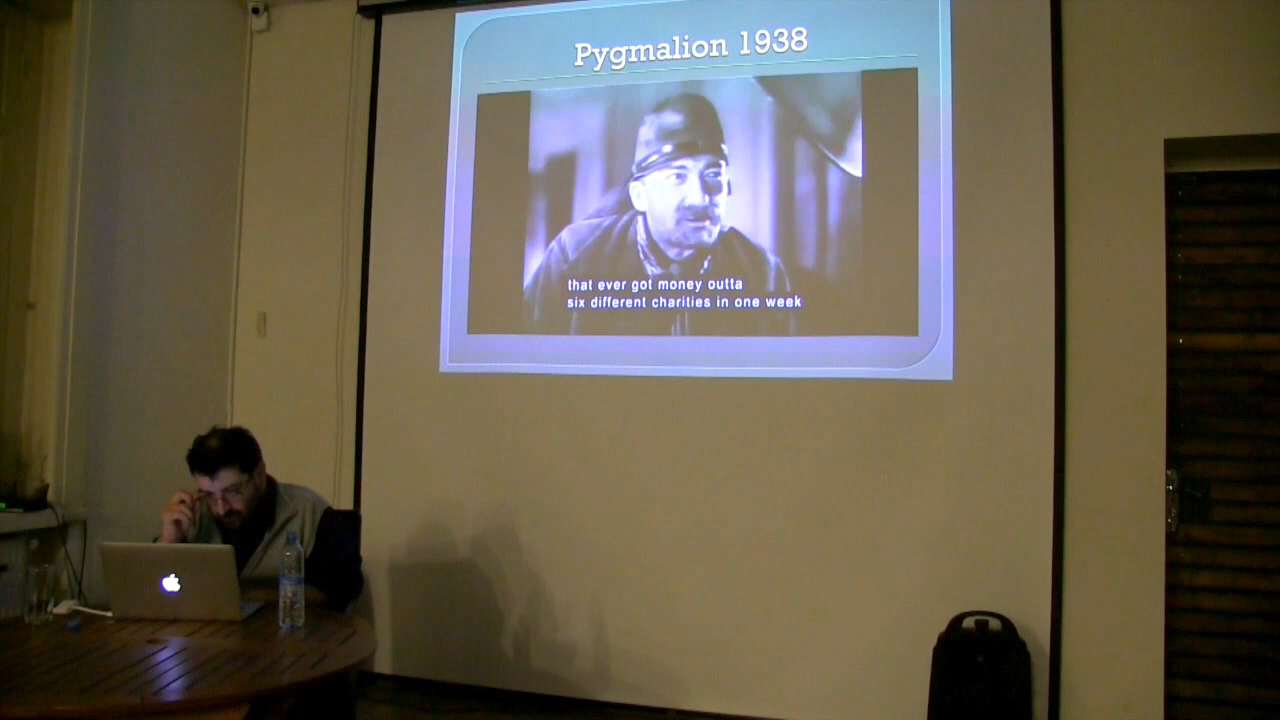 Pygmalion 1938
that ever got money outta
six different charities in one week